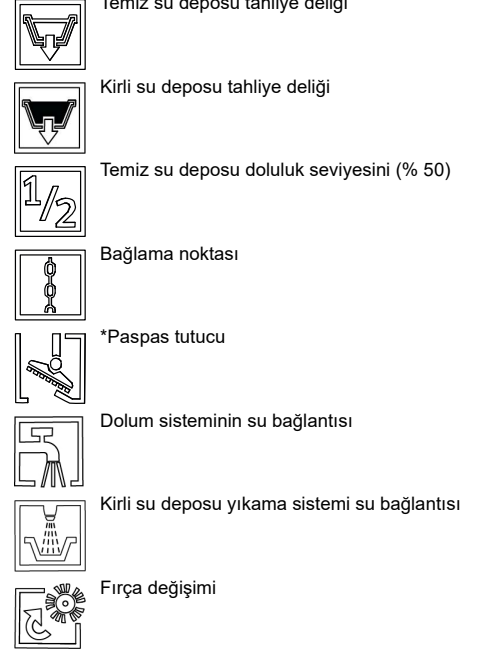 Temiz su deposu tahliye deliği
Kirli su deposu tahliye deliği
Temiz su deposu doluluk seviyesini (% 50)
1/2
Bağlama noktası
*Paspas tutucu
Dolum sisteminin su bağlantısı
Kirli su deposu yıkama sistemi su bağlantısı
Fırça değişimi